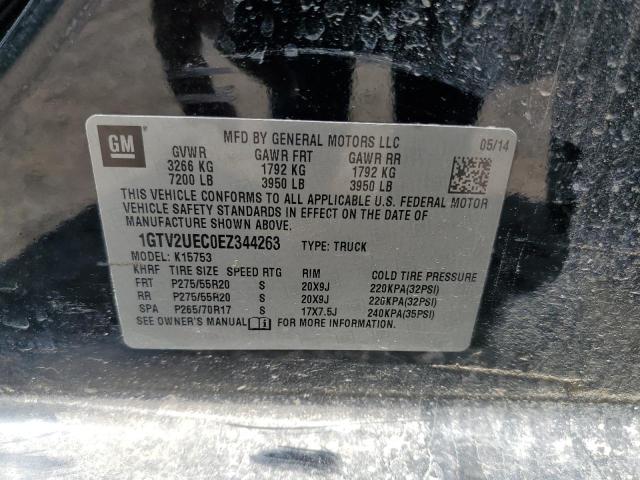 GM
MFD BY GENERAL MOTORS LLC 05/14
GVWR GAWR FRT GAWR RR
3266 KG 1792 KG 1792 KG
7200 LB 3950 LB 3950 LB
THIS VEHICLE CONFORMS TO ALL APPLICABLE U.S. FEDERAL MOTOR
VEHICLE SAFETY STANDARDS IN EFFECT ON THE DATE OF
MANUFACTURE SHOWN ABOVE.
1GTV2UEC0EZ344263 TYPE: TRUCK
MODEL: K15753
KHRF TIRE SIZE SPEED RTG RIM COLD TIRE PRESSURE
FRT P275/55R20 S 20X9J 220KPA(32PSI)
RR P275/55R20 S 20X9J 220KPA(32PSI)
SPA P265/70R17 S 17X7.5J 240KPA(35PSI)
SEE OWNER'S MANUAL FOR MORE INFORMATION.